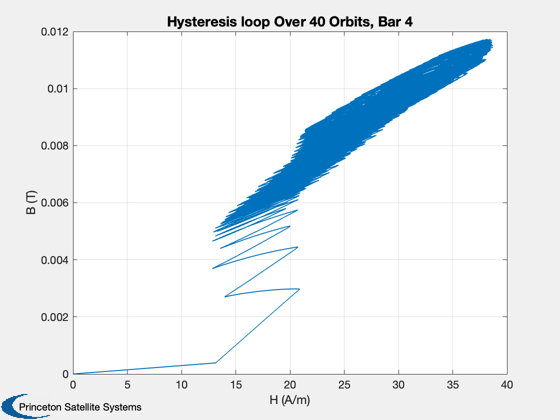 Hysteresis loop Over 40 Orbits, Bar 4
0.012
0.01
0.008
0.006
0.004
0.002
0
B (T)
0 5 10 15 20 25 30 35 40
H (A/m)
Princeton Satellite Systems